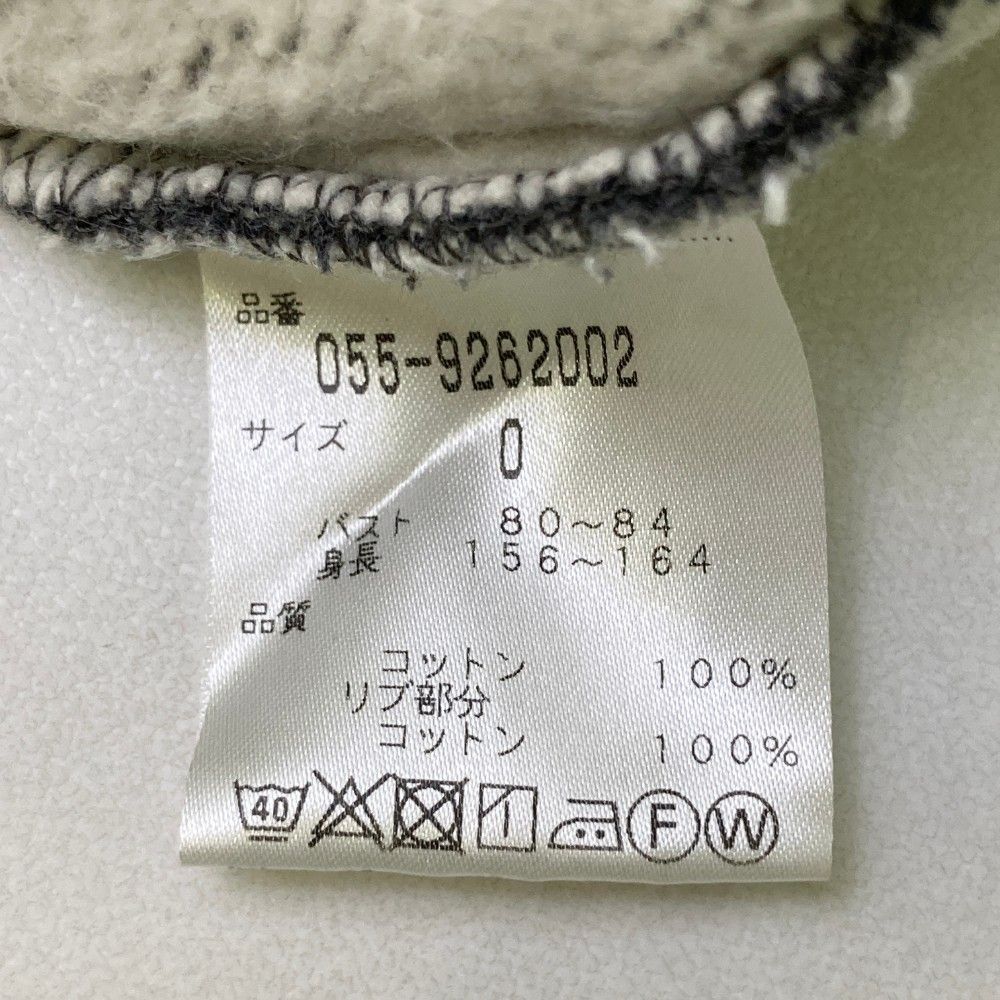 品番
055-9262002
サイズ 0
バスト 80～84
身長 156～164
品質
コットン 100%
リブ部分
コットン 100%
40 F W